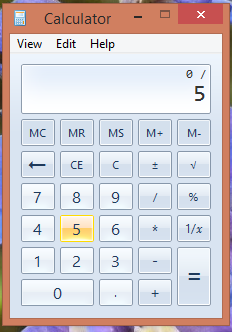 Calculator
View Edit Help
0 /
5
MC MR MS M+ M-
← CE C ± √
7 8 9 / %
4 5 6 * 1/x
1 2 3 - =
0 . +